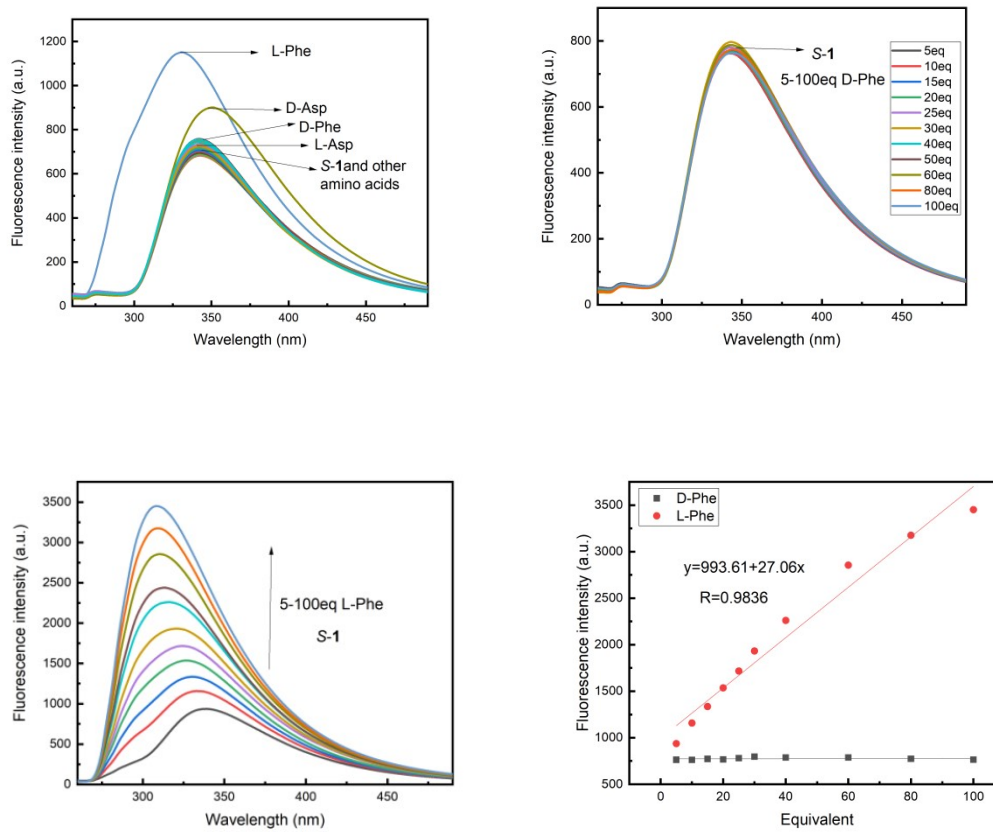 L-Phe
D-Asp
D-Phe
L-Asp
S-1and other
amino acids
Fluorescence intensity (a.u.)
1200
1000
800
600
400
200
0
300
350
400
450
Wavelength (nm)
S-1
5-100eq D-Phe
5eq
10eq
15eq
20eq
25eq
30eq
40eq
50eq
60eq
80eq
100eq
Fluorescence intensity (a.u.)
800
600
400
200
0
300
350
400
450
Wavelength (nm)
5-100eq L-Phe
S-1
Fluorescence intensity (a.u.)
3500
3000
2500
2000
1500
1000
500
0
300
350
400
450
Wavelength (nm)
D-Phe
L-Phe
y=993.61+27.06x
R=0.9836
Fluorescence intensity (a.u.)
3500
3000
2500
2000
1500
1000
500
0
20
40
60
80
100
Equivalent